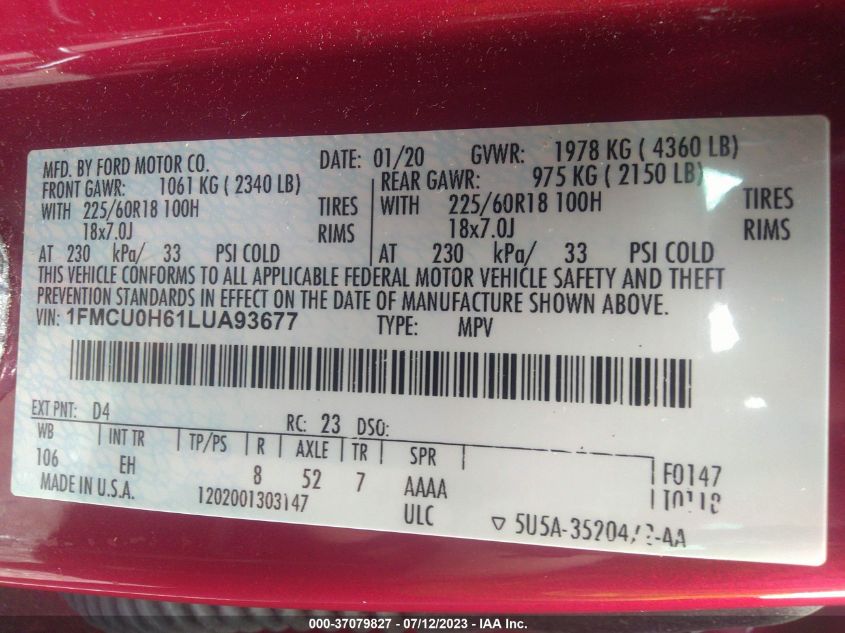 MFD. BY FORD MOTOR CO. DATE: 01/20 GVWR: 1978 KG ( 4360 LB)
FRONT GAWR: 1061 KG ( 2340 LB) REAR GAWR: 975 KG ( 2150 LB)
WITH 225/60R18 100H TIRES WITH 225/60R18 100H TIRES
18x7.0J RIMS 18x7.0J RIMS
AT 230 kPa/ 33 PSI COLD AT 230 kPa/ 33 PSI COLD
THIS VEHICLE CONFORMS TO ALL APPLICABLE FEDERAL MOTOR VEHICLE SAFETY AND THEFT
PREVENTION STANDARDS IN EFFECT ON THE DATE OF MANUFACTURE SHOWN ABOVE.
VIN: 1FMCU0H61LUA93677 TYPE: MPV
EXT PNT: D4 RC: 23 DSO:
WB INT TR TP/PS R AXLE TR SPR
106 EH 8 52 7 AAAA F0147
MADE IN U.S.A. 1202001303147 ULC
▽ 5U5A-35204
000-37079827 - 07/12/2023 - IAA Inc.